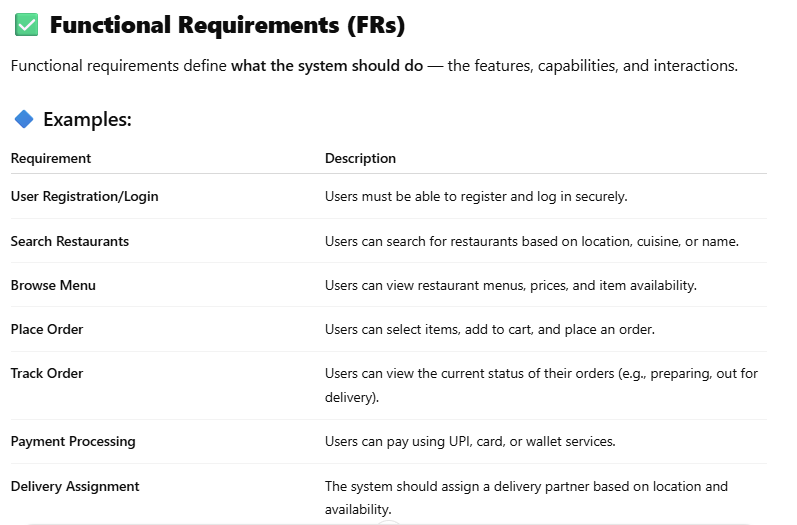 ✅ Functional Requirements (FRs)
Functional requirements define what the system should do — the features, capabilities, and interactions.
🔷 Examples:
Requirement Description
User Registration/Login Users must be able to register and log in securely.
Search Restaurants Users can search for restaurants based on location, cuisine, or name.
Browse Menu Users can view restaurant menus, prices, and item availability.
Place Order Users can select items, add to cart, and place an order.
Track Order Users can view the current status of their orders (e.g., preparing, out for
delivery).
Payment Processing Users can pay using UPI, card, or wallet services.
Delivery Assignment The system should assign a delivery partner based on location and
availability.